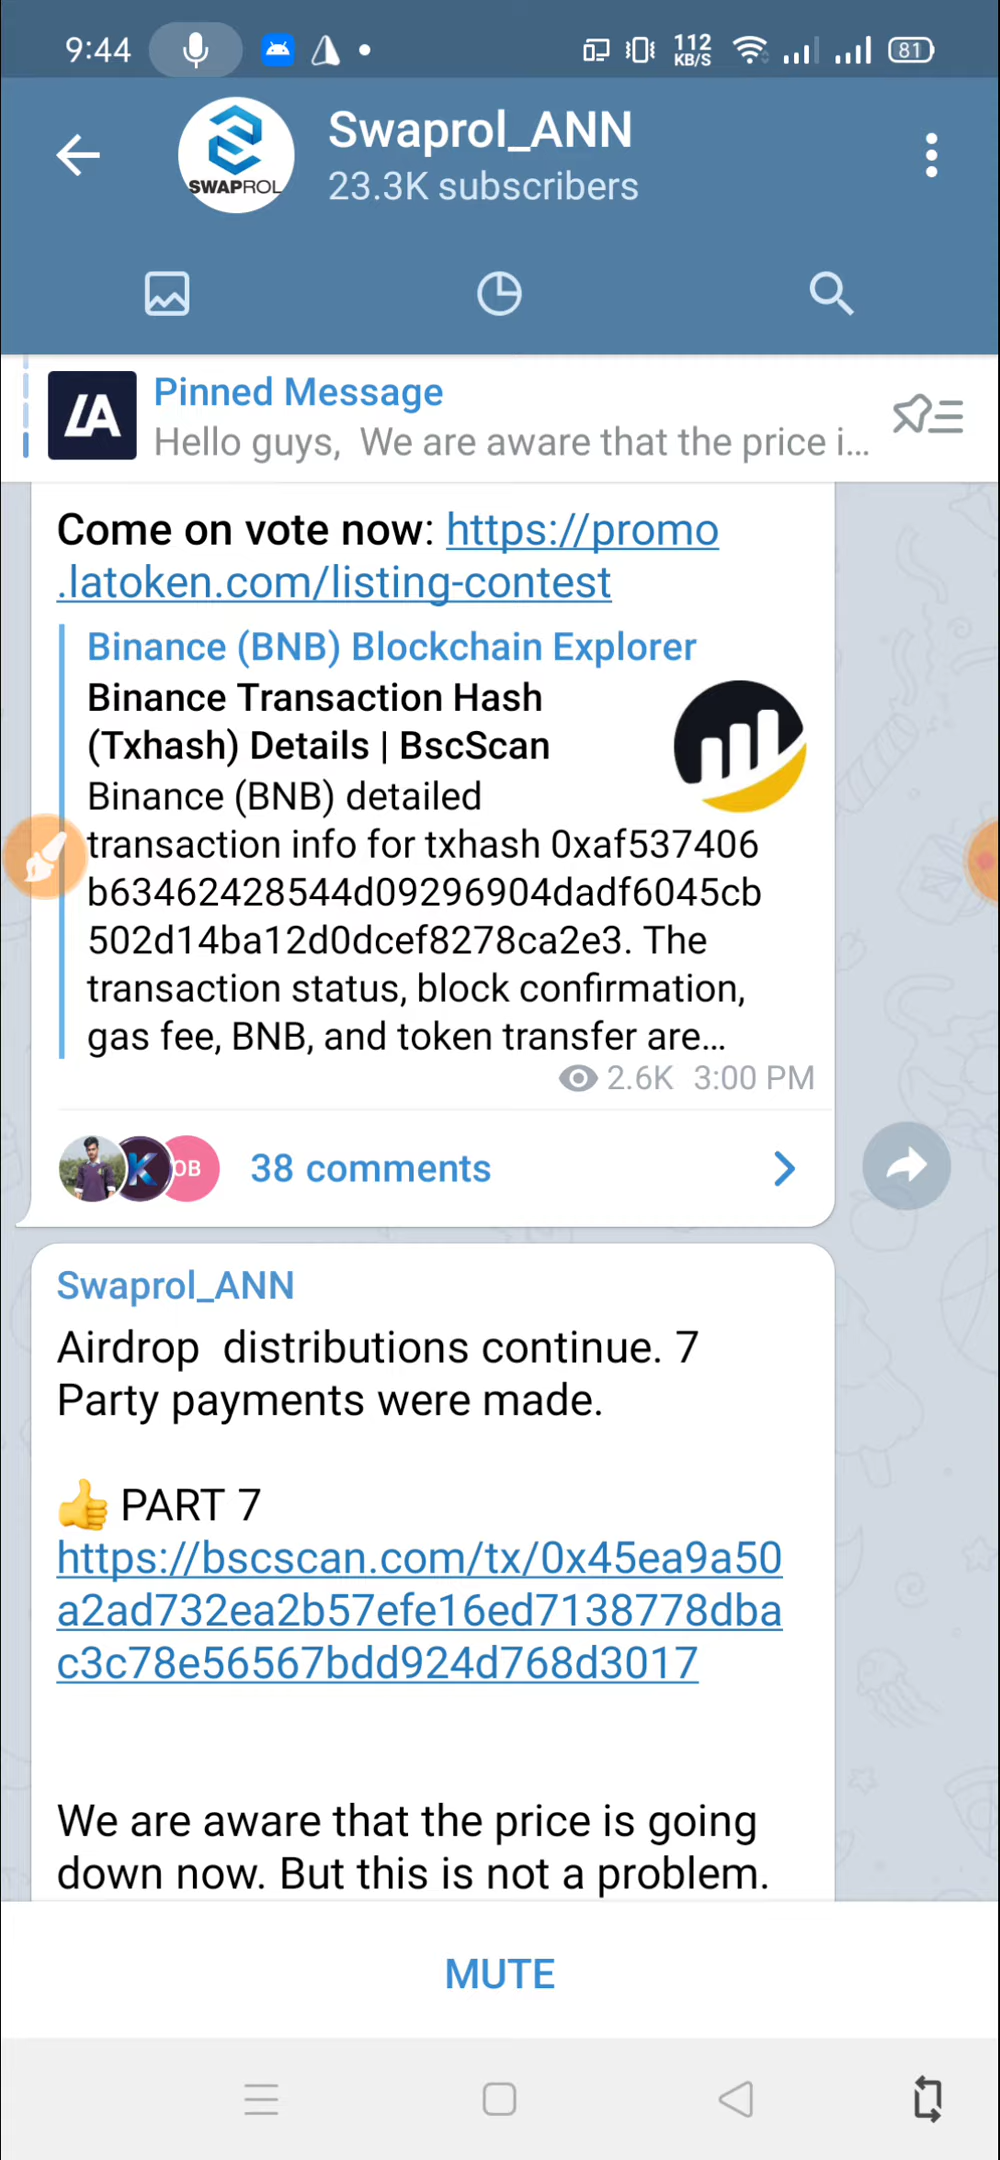 9:44
112
KB/S
81
SWAPROL
Swaprol_ANN
23.3K subscribers
LA
Pinned Message
Hello guys,  We are aware that the price i...
Come on vote now: https://promo
.latoken.com/listing-contest
Binance (BNB) Blockchain Explorer
Binance Transaction Hash
(Txhash) Details | BscScan
Binance (BNB) detailed
transaction info for txhash 0xaf537406
b63462428544d09296904dadf6045cb
502d14ba12d0dcef8278ca2e3. The
transaction status, block confirmation,
gas fee, BNB, and token transfer are...
2.6K 3:00 PM
K
OB
38 comments
Swaprol_ANN
Airdrop  distributions continue. 7
Party payments were made.
👍 PART 7
https://bscscan.com/tx/0x45ea9a50
a2ad732ea2b57efe16ed7138778dba
c3c78e56567bdd924d768d3017
We are aware that the price is going
down now. But this is not a problem.
MUTE